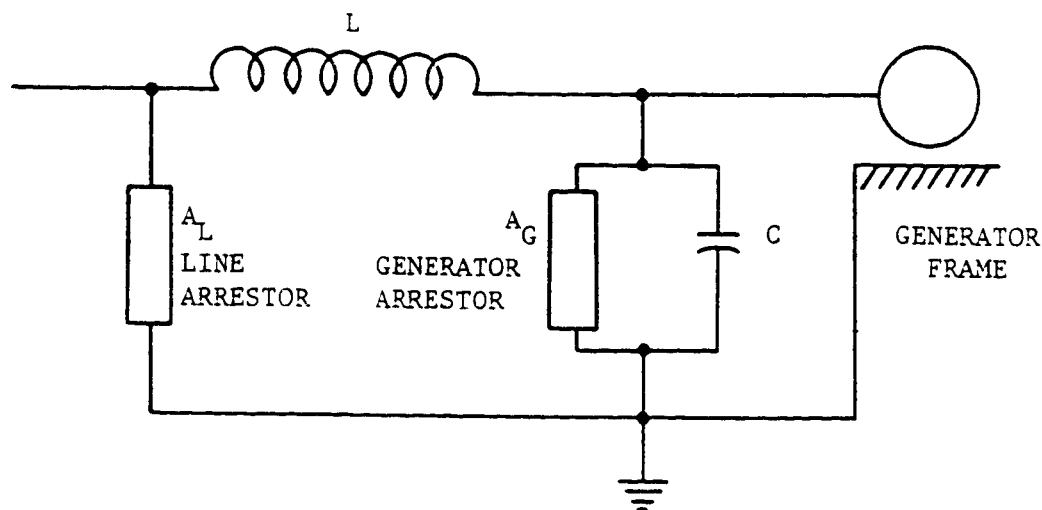 L
A_L
LINE
ARRESTOR
A_G
GENERATOR
ARRESTOR
C
GENERATOR
FRAME